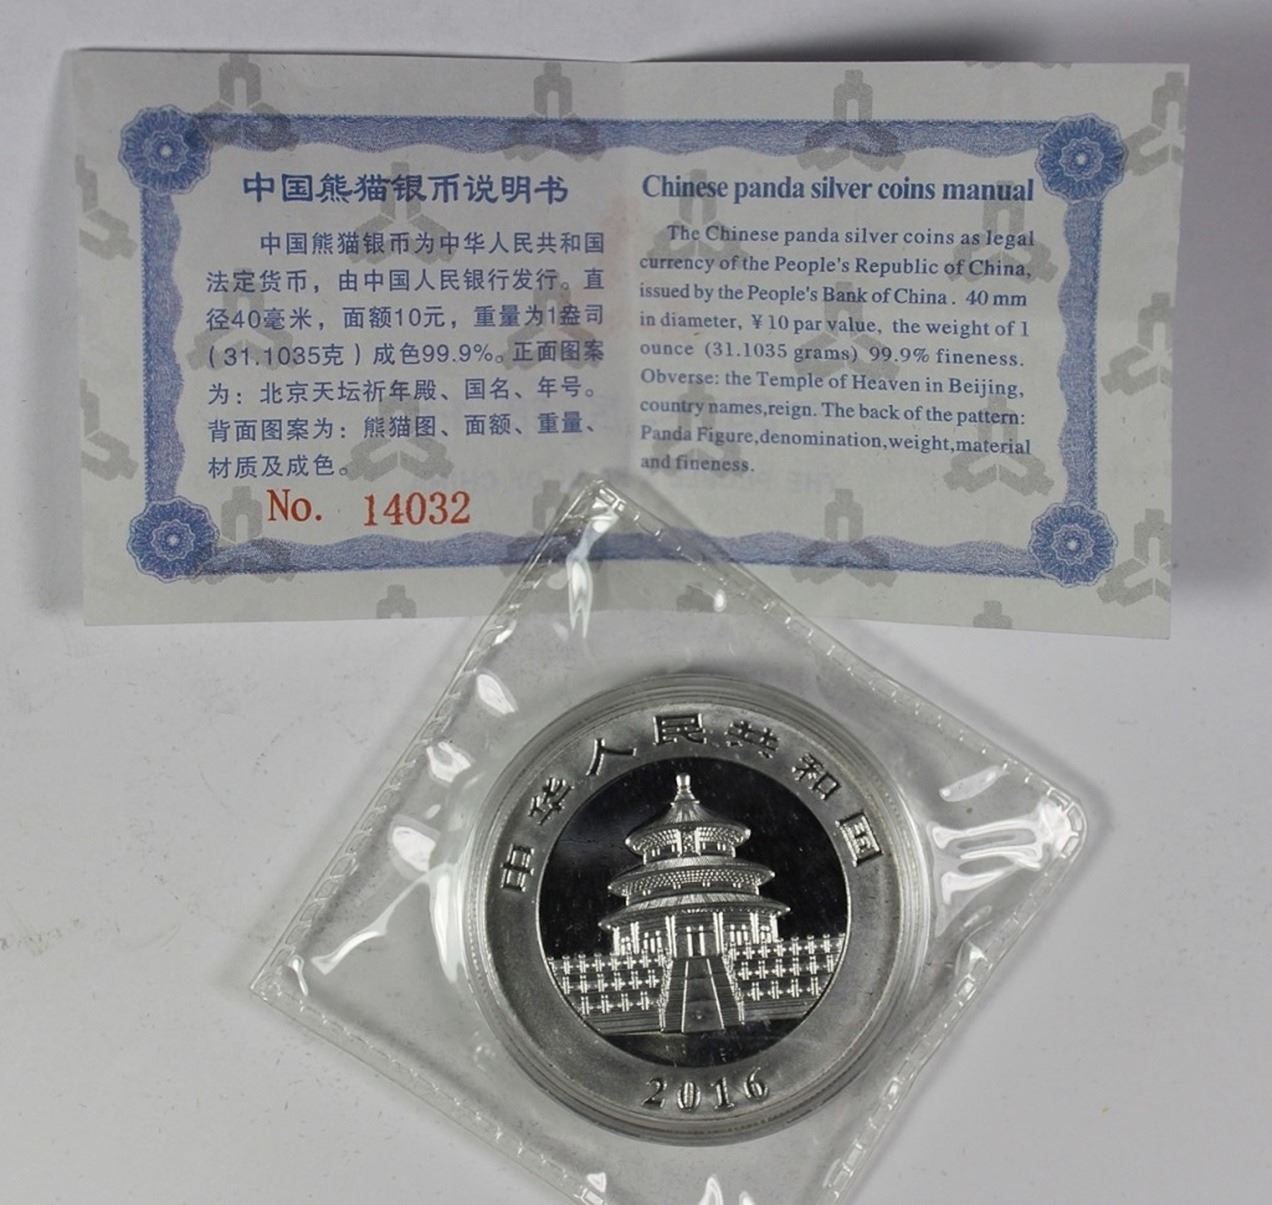 中国熊猫银币说明书
中国熊猫银币为中华人民共和国
法定货币，由中国人民银行发行。直
径40毫米，面额10元，重量为1盎司
(31.1035克)成色99.9%。正面图案
为：北京天坛祈年殿、国名、年号。
背面图案为：熊猫图、面额、重量、
材质及成色。
No. 14032
Chinese panda silver coins manual
The Chinese panda silver coins as legal
currency of the People's Republic of China,
issued by the People's Bank of China . 40 mm
in diameter, ¥ 10 par value, the weight of 1
ounce (31.1035 grams) 99.9% fineness.
Obverse: the Temple of Heaven in Beijing,
country names,reign. The back of the pattern:
Panda Figure,denomination,weight,material
and fineness.
中华人民共和国
2016